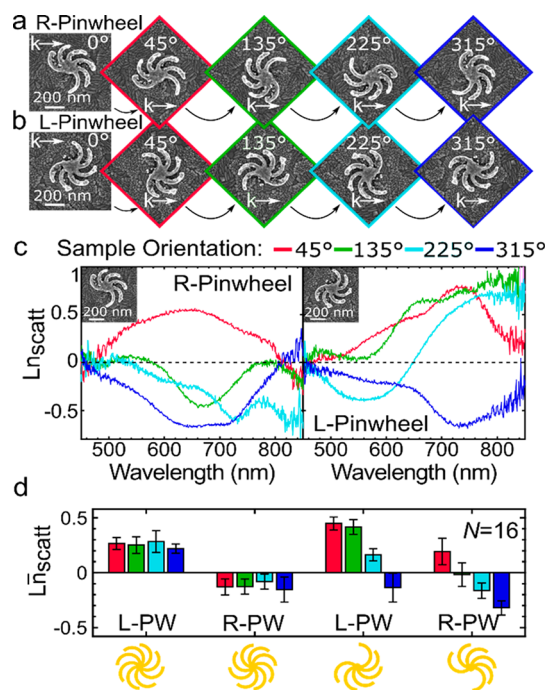 a R-Pinwheel
k 0° 45° 135° 225° 315°
200 nm k k k k
b L-Pinwheel
k 0° 45° 135° 225° 315°
200 nm k k k k
c Sample Orientation: 45° 135° 225° 315°
1 R-Pinwheel
200 nm 200 nm
0.5
0
-0.5
Lnscatt
L-Pinwheel
500 600 700 800 500 600 700 800
Wavelength (nm) Wavelength (nm)
d
0.5 N=16
0
-0.5
Ln̄scatt
L-PW R-PW L-PW R-PW